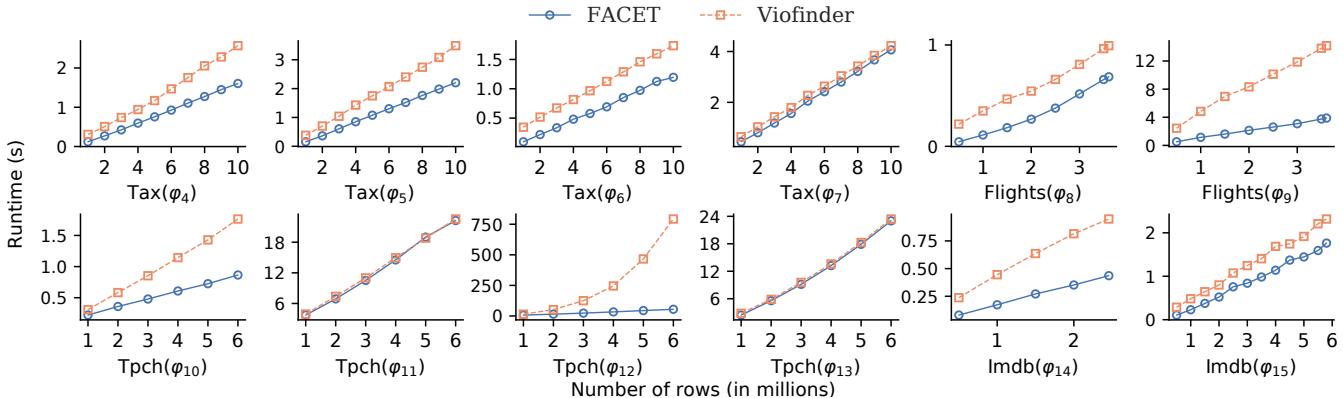 FACET Viofinder
Runtime (s)
0 1 2
2 4 6 8 10
Tax(φ4)
0 1 2 3
2 4 6 8 10
Tax(φ5)
0.5 1.0 1.5
2 4 6 8 10
Tax(φ6)
2 4
2 4 6 8 10
Tax(φ7)
0 1
1 2 3
Flights(φ8)
0 4 8 12
1 2 3
Flights(φ9)
0.5 1.0 1.5
1 2 3 4 5 6
Tpch(φ10)
6 12 18
1 2 3 4 5 6
Tpch(φ11)
0 250 500 750
1 2 3 4 5 6
Tpch(φ12)
6 12 18 24
1 2 3 4 5 6
Tpch(φ13)
0.25 0.50 0.75
1 2
Imdb(φ14)
0 1 2
1 2 3 4 5 6
Imdb(φ15)
Number of rows (in millions)